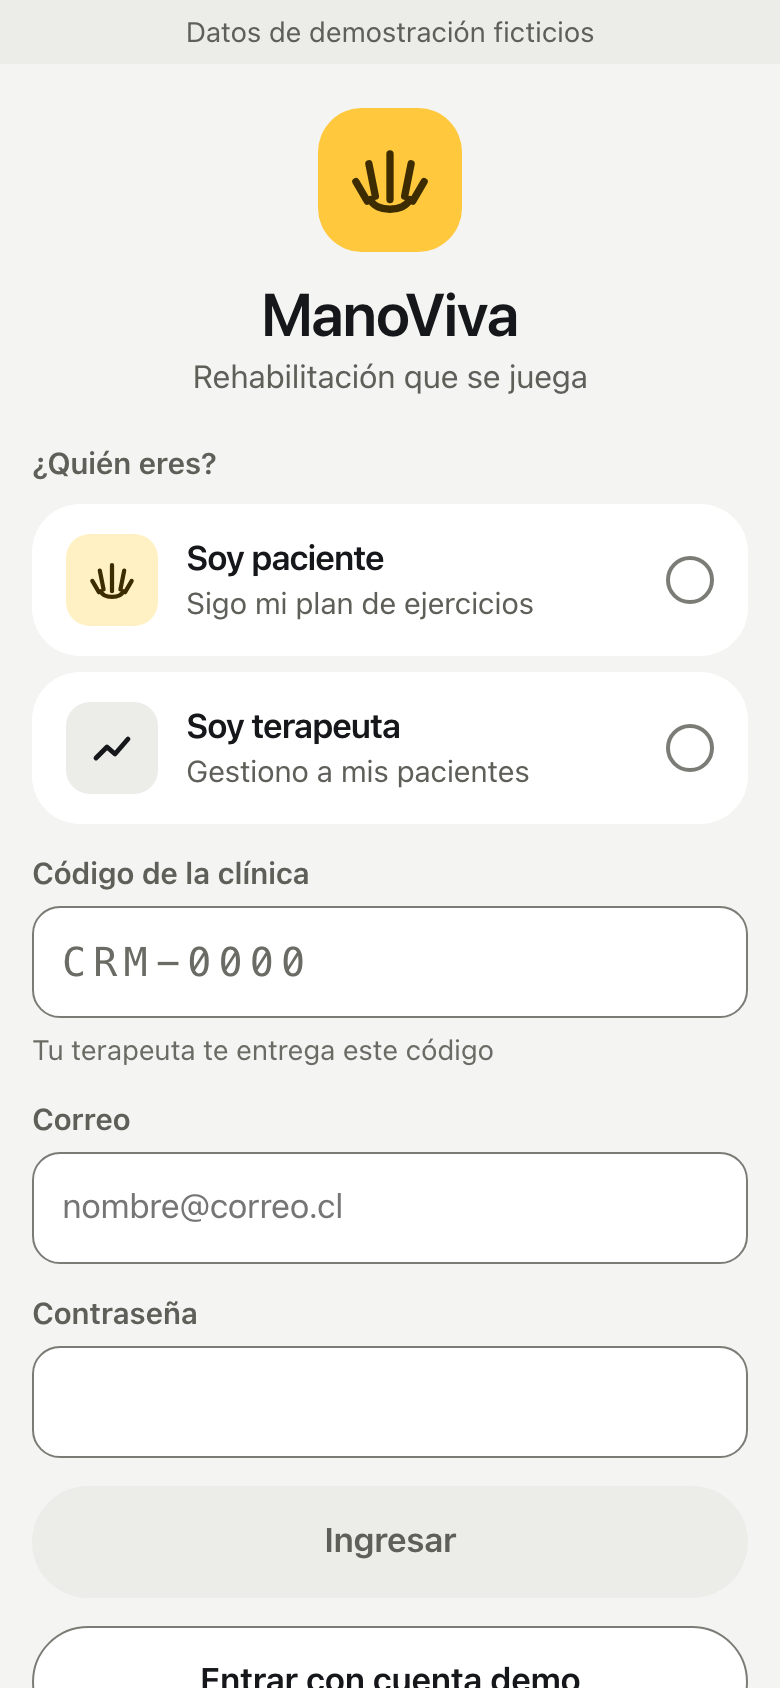 Datos de demostración ficticios
ManoViva
Rehabilitación que se juega
¿Quién eres?
Soy paciente
Sigo mi plan de ejercicios
Soy terapeuta
Gestiono a mis pacientes
Código de la clínica
CRM-0000
Tu terapeuta te entrega este código
Correo
nombre@correo.cl
Contraseña
Ingresar
Entrar con cuenta demo